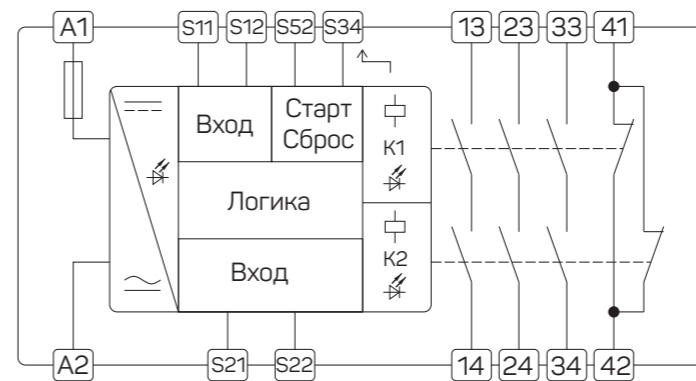 A1 S11 S12 S52 S34 13 23 33 41
Вход
Старт
Сброс
K1
Логика
K2
Вход
A2 S21 S22 14 24 34 42